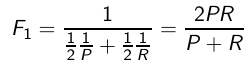 F₁ = 1 / (½ 1/P + ½ 1/R) = 2PR / (P + R)